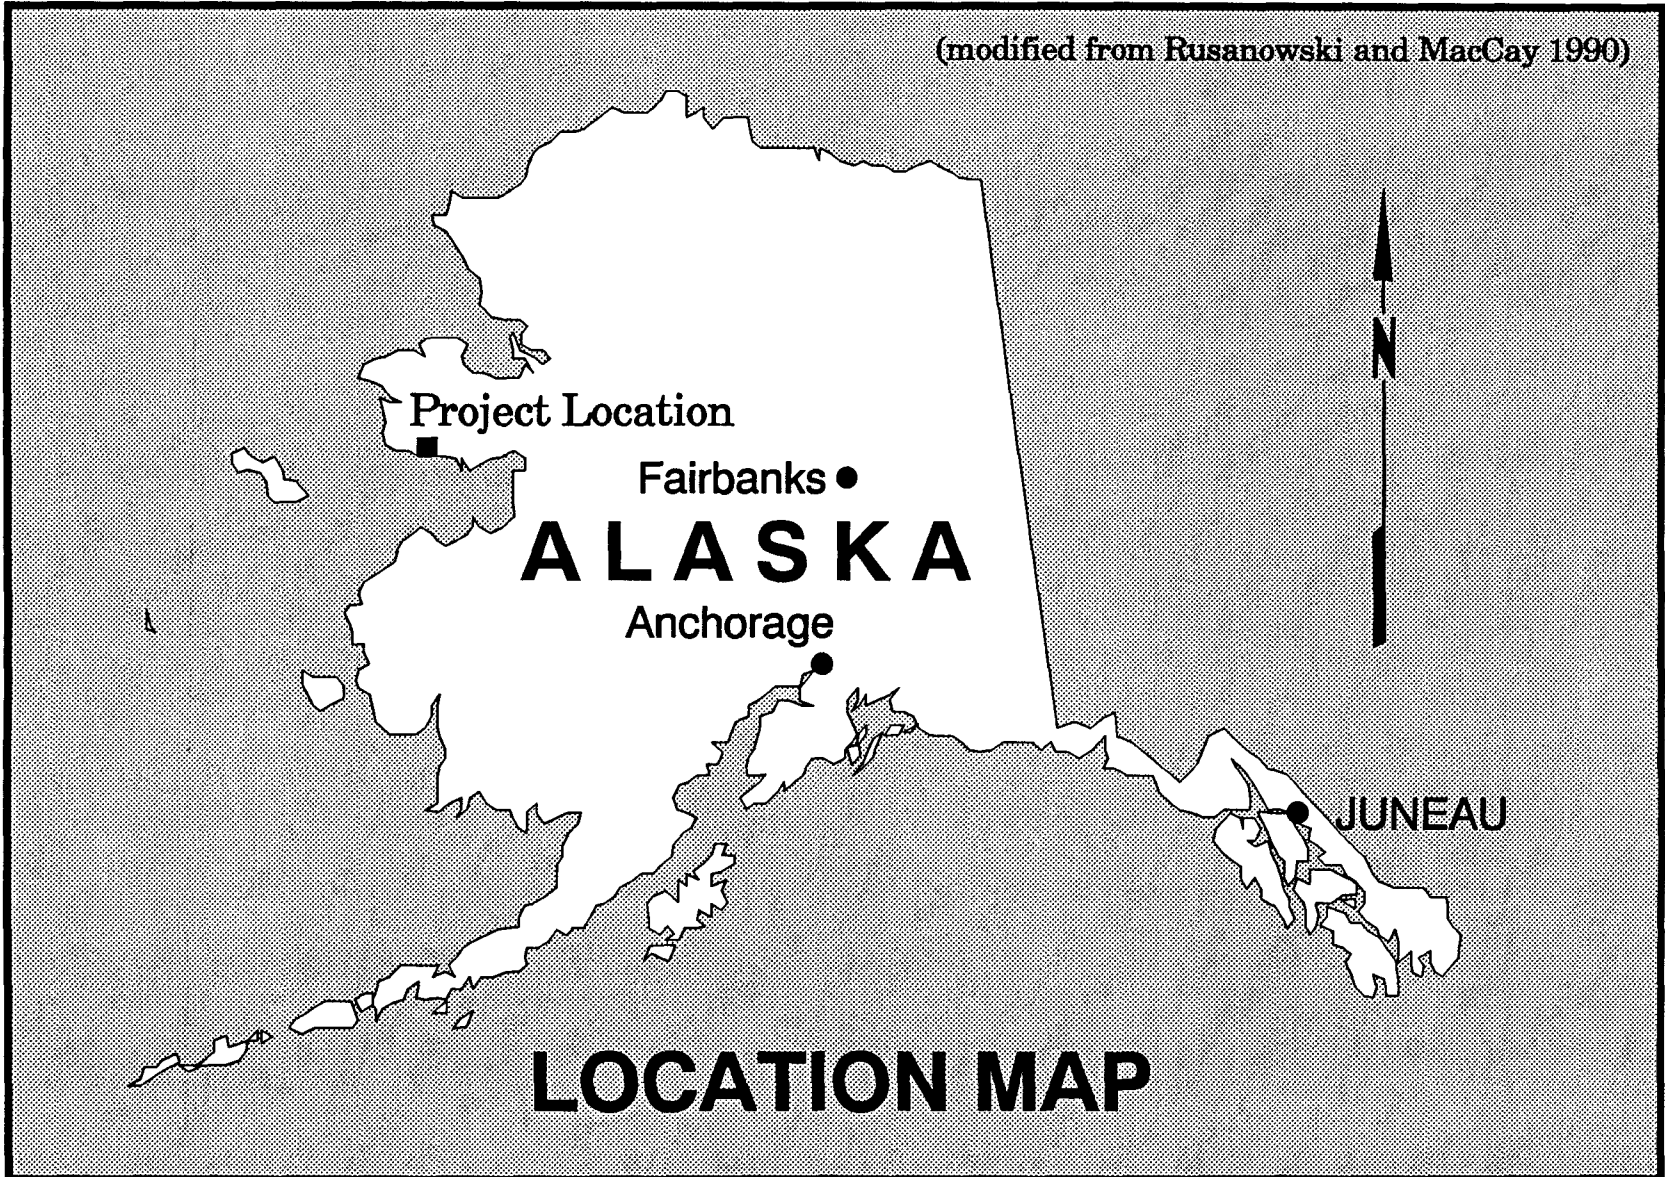 (modified from Rusanowski and MacCay 1990)
N
Project Location
Fairbanks
ALASKA
Anchorage
JUNEAU
LOCATION MAP